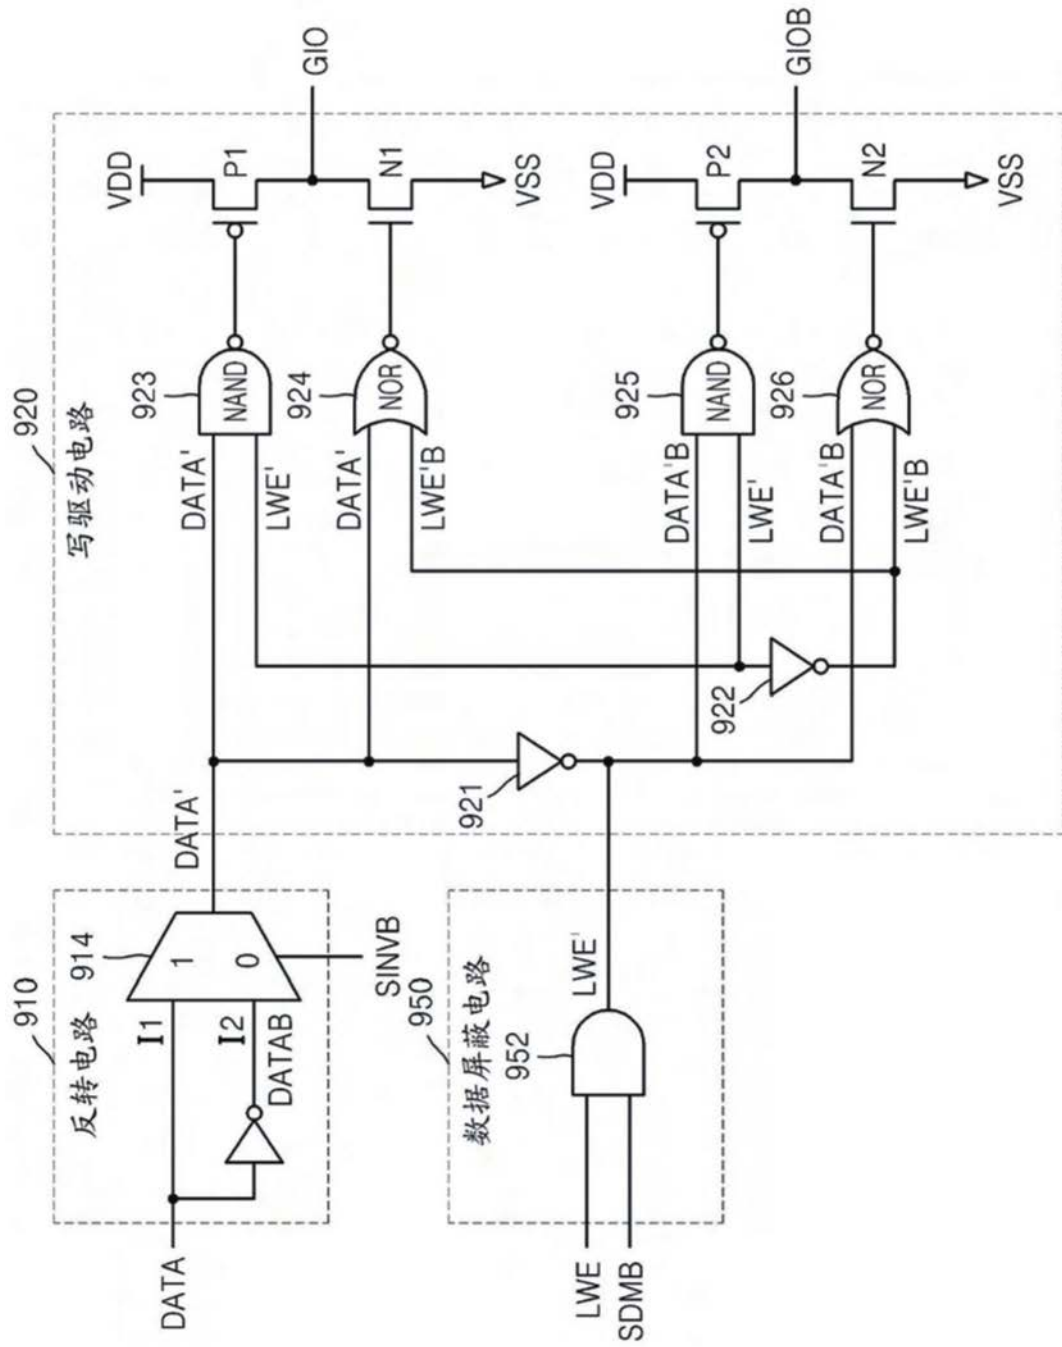 910
反转电路
DATA
I1
I2
DATAB
914
1
0
SINVB
DATA'
950
数据屏蔽电路
952
LWE
SDMB
LWE'
920
写驱动电路
921
922
DATA'
LWE'
923
NAND
DATA'
LWE'B
924
NOR
VDD
P1
GIO
N1
VSS
DATA'B
LWE'
925
NAND
DATA'B
LWE'B
926
NOR
VDD
P2
GIOB
N2
VSS